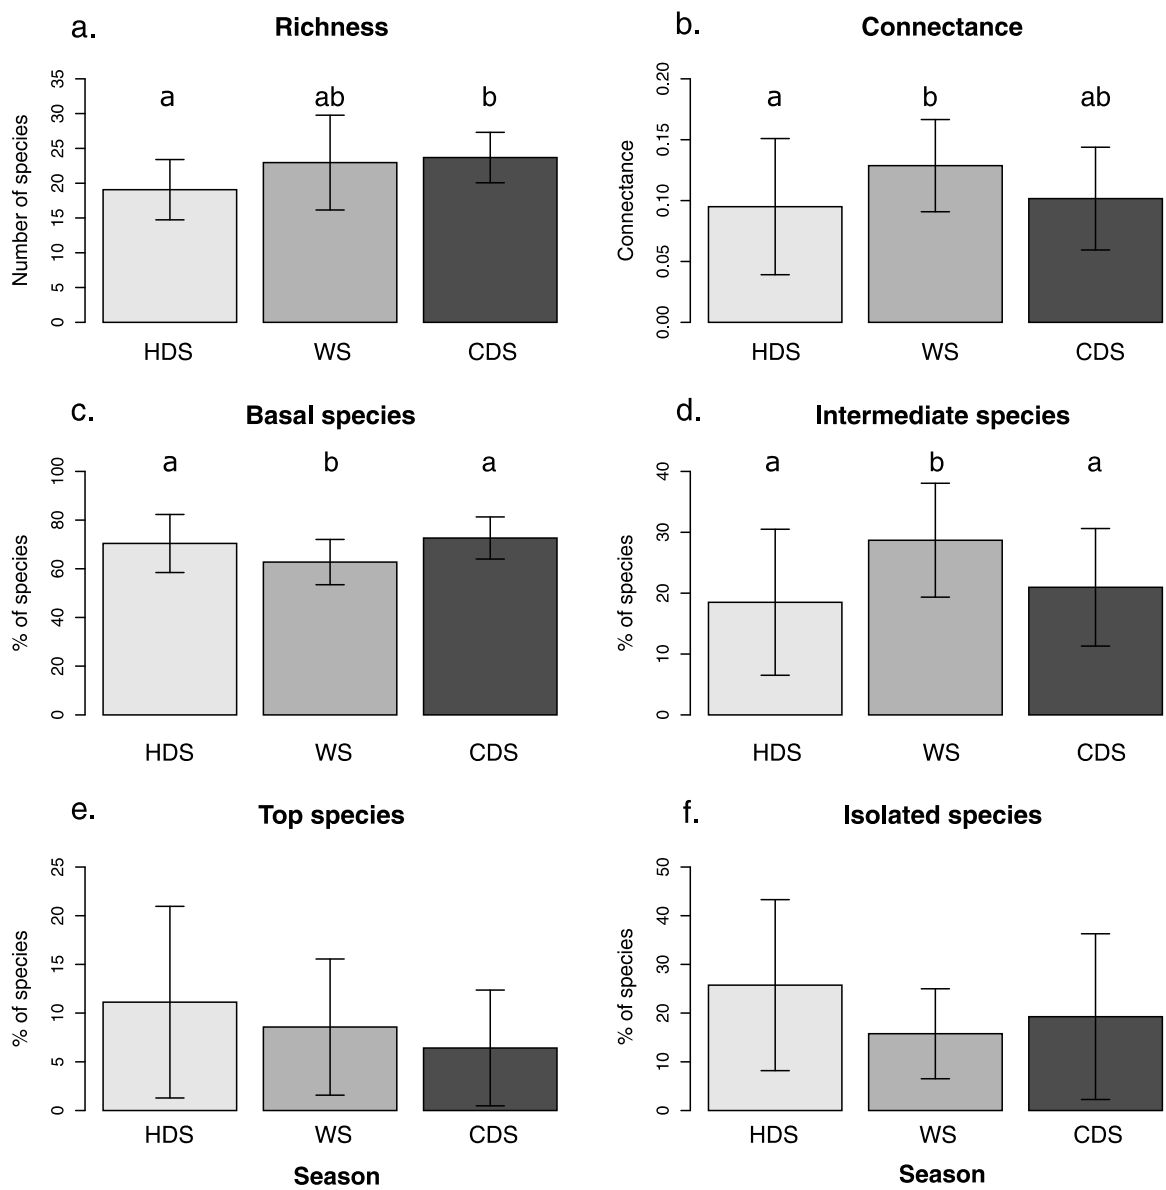 a. Richness
Number of species
35
30
25
20
15
10
5
0
a ab b
HDS WS CDS
b. Connectance
Connectance
0.20
0.15
0.10
0.05
0.00
a b ab
HDS WS CDS
c. Basal species
% of species
100
80
60
40
20
0
a b a
HDS WS CDS
d. Intermediate species
% of species
40
30
20
10
0
a b a
HDS WS CDS
e. Top species
% of species
25
20
15
10
5
0
HDS WS CDS
Season
f. Isolated species
% of species
50
40
30
20
10
0
HDS WS CDS
Season